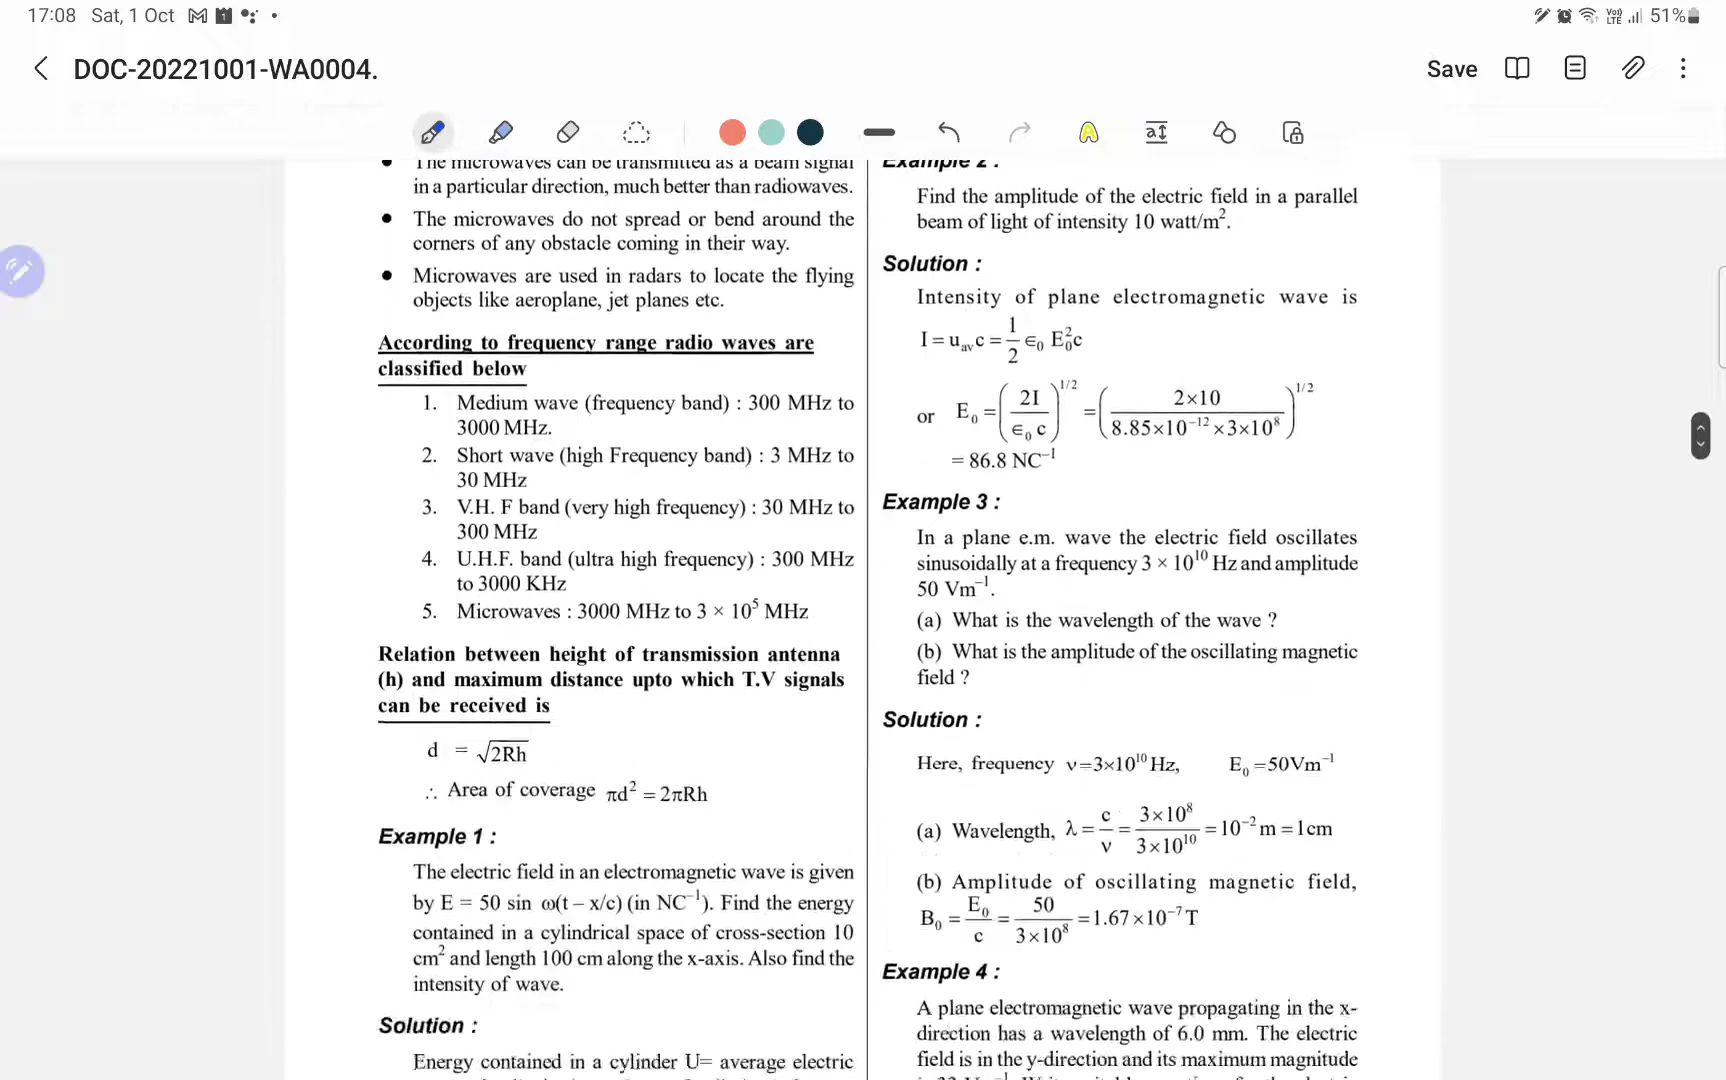 17:08 Sat, 1 Oct
51%
DOC-20221001-WA0004.
Save
The microwaves can be transmitted as a beam signal
in a particular direction, much better than radiowaves.
● The microwaves do not spread or bend around the
corners of any obstacle coming in their way.
● Microwaves are used in radars to locate the flying
objects like aeroplane, jet planes etc.
According to frequency range radio waves are
classified below
1. Medium wave (frequency band) : 300 MHz to
3000 MHz.
2. Short wave (high Frequency band) : 3 MHz to
30 MHz
3. V.H. F band (very high frequency) : 30 MHz to
300 MHz
4. U.H.F. band (ultra high frequency) : 300 MHz
to 3000 KHz
5. Microwaves : 3000 MHz to 3 × 10⁵ MHz
Relation between height of transmission antenna
(h) and maximum distance upto which T.V signals
can be received is
d = √2Rh
∴ Area of coverage πd² = 2πRh
Example 1 :
The electric field in an electromagnetic wave is given
by E = 50 sin ω(t – x/c) (in NC⁻¹). Find the energy
contained in a cylindrical space of cross-section 10
cm² and length 100 cm along the x-axis. Also find the
intensity of wave.
Solution :
Energy contained in a cylinder U= average electric
Example 2 :
Find the amplitude of the electric field in a parallel
beam of light of intensity 10 watt/m².
Solution :
Intensity of plane electromagnetic wave is
I = u_av c = 1/2 ∈₀ E₀²c
or E₀ = (2I / ∈₀ c)^1/2 = (2×10 / 8.85×10⁻¹²×3×10⁸)^1/2
= 86.8 NC⁻¹
Example 3 :
In a plane e.m. wave the electric field oscillates
sinusoidally at a frequency 3 × 10¹⁰ Hz and amplitude
50 Vm⁻¹.
(a) What is the wavelength of the wave ?
(b) What is the amplitude of the oscillating magnetic
field ?
Solution :
Here, frequency ν=3×10¹⁰ Hz, E₀ =50Vm⁻¹
(a) Wavelength, λ = c/ν = 3×10⁸ / 3×10¹⁰ = 10⁻² m = 1cm
(b) Amplitude of oscillating magnetic field,
B₀ = E₀/c = 50 / 3×10⁸ = 1.67×10⁻⁷ T
Example 4 :
A plane electromagnetic wave propagating in the x-
direction has a wavelength of 6.0 mm. The electric
field is in the y-direction and its maximum magnitude